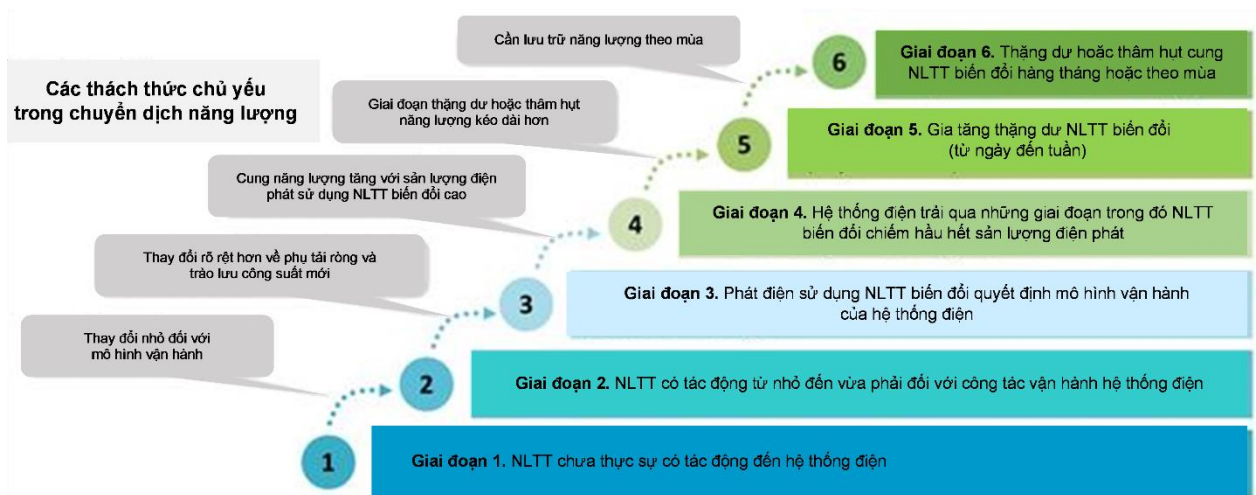 Các thách thức chủ yếu
trong chuyển dịch năng lượng
Cần lưu trữ năng lượng theo mùa
6
Giai đoạn 6. Thặng dư hoặc thâm hụt cung
NLTT biến đổi hàng tháng hoặc theo mùa
Giai đoạn thặng dư hoặc thâm hụt
năng lượng kéo dài hơn
5
Giai đoạn 5. Gia tăng thặng dư NLTT biến đổi
(từ ngày đến tuần)
Cung năng lượng tăng với sản lượng điện
phát sử dụng NLTT biến đổi cao
4
Giai đoạn 4. Hệ thống điện trải qua những giai đoạn trong đó NLTT
biến đổi chiếm hầu hết sản lượng điện phát
Thay đổi rõ rệt hơn về phụ tải ròng và
trào lưu công suất mới
3
Giai đoạn 3. Phát điện sử dụng NLTT biến đổi quyết định mô hình vận hành
của hệ thống điện
Thay đổi nhỏ đối với
mô hình vận hành
2
Giai đoạn 2. NLTT có tác động từ nhỏ đến vừa phải đối với công tác vận hành hệ thống điện
1
Giai đoạn 1. NLTT chưa thực sự có tác động đến hệ thống điện